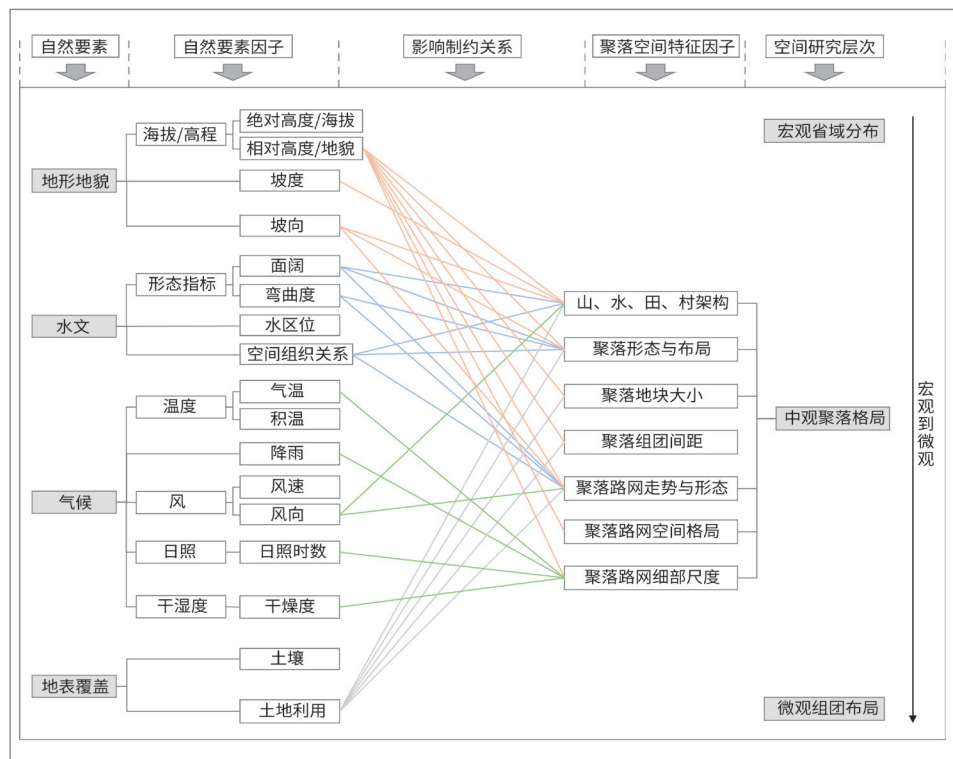 自然要素
自然要素因子
影响制约关系
聚落空间特征因子
空间研究层次
地形地貌
海拔/高程
绝对高度/海拔
相对高度/地貌
坡度
坡向
水文
形态指标
面阔
弯曲度
水区位
空间组织关系
气候
温度
气温
积温
降雨
风
风速
风向
日照
日照时数
干湿度
干燥度
地表覆盖
土壤
土地利用
山、水、田、村架构
聚落形态与布局
聚落地块大小
聚落组团间距
聚落路网走势与形态
聚落路网空间格局
聚落路网细部尺度
宏观省域分布
中观聚落格局
微观组团布局
宏观到微观